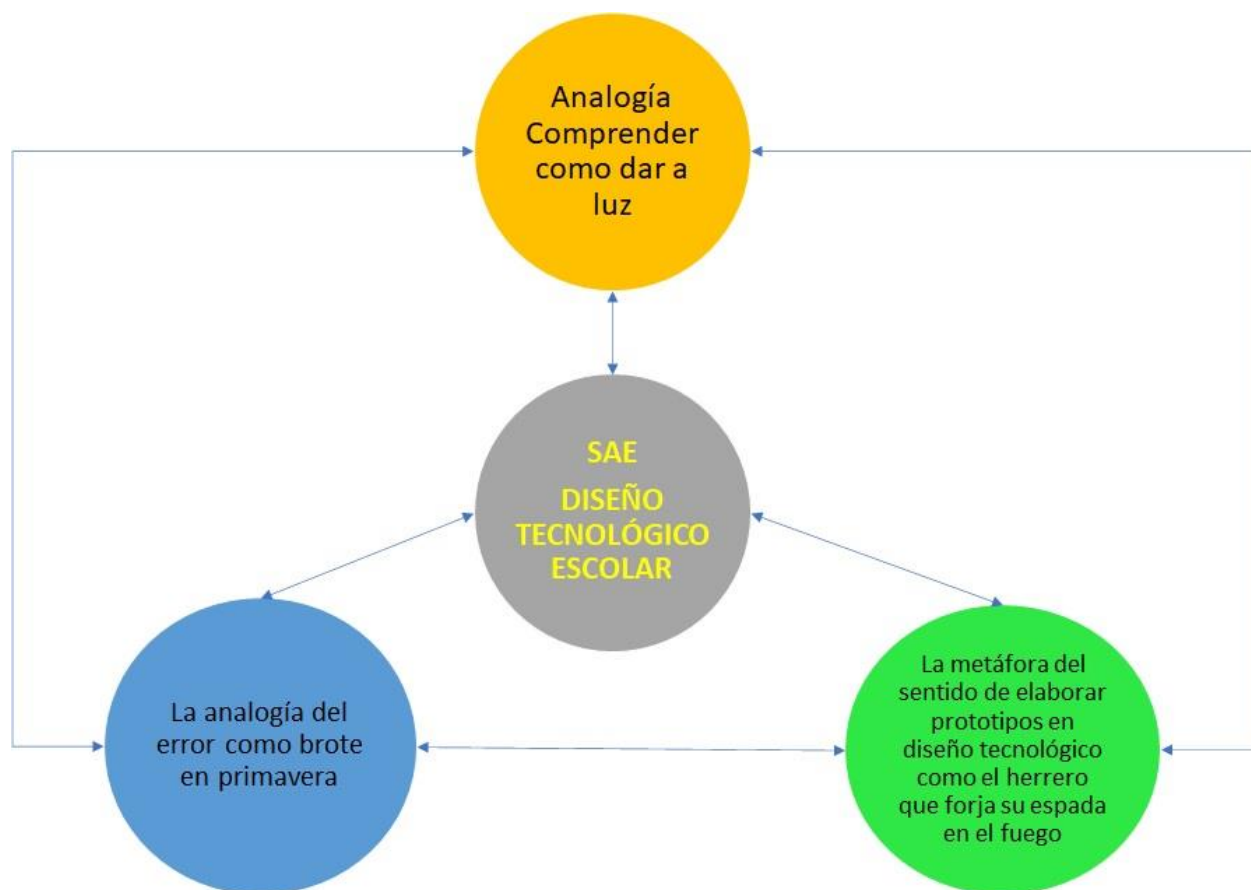 Analogía
Comprender
como dar a
luz
SAE
DISEÑO
TECNOLÓGICO
ESCOLAR
La analogía del
error como brote
en primavera
La metáfora del
sentido de elaborar
prototipos en
diseño tecnológico
como el herrero
que forja su espada
en el fuego